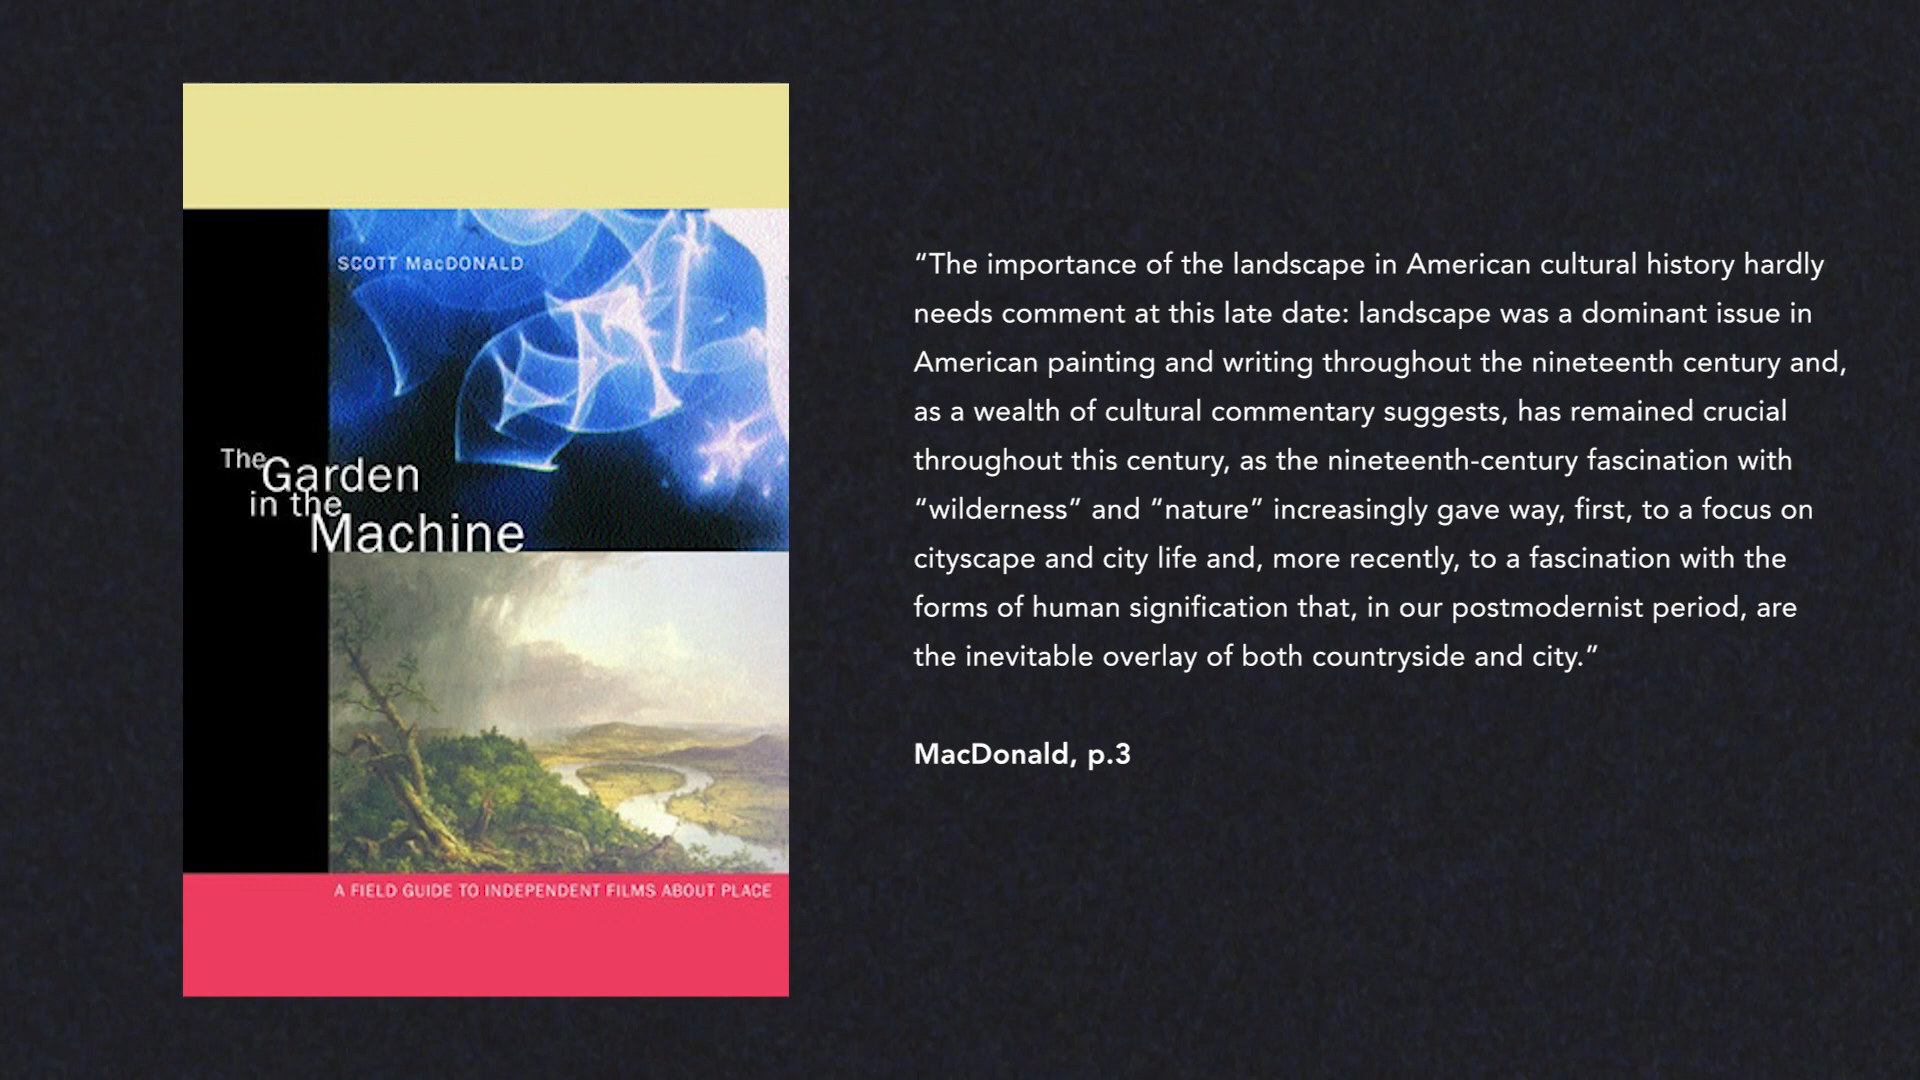 SCOTT MacDONALD
The
Garden
in the
Machine
A FIELD GUIDE TO INDEPENDENT FILMS ABOUT PLACE
“The importance of the landscape in American cultural history hardly
needs comment at this late date: landscape was a dominant issue in
American painting and writing throughout the nineteenth century and,
as a wealth of cultural commentary suggests, has remained crucial
throughout this century, as the nineteenth-century fascination with
“wilderness” and “nature” increasingly gave way, first, to a focus on
cityscape and city life and, more recently, to a fascination with the
forms of human signification that, in our postmodernist period, are
the inevitable overlay of both countryside and city.”
MacDonald, p.3